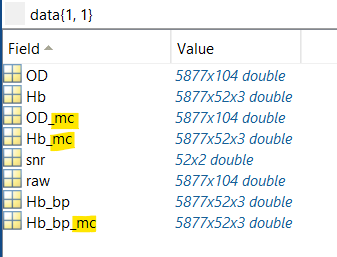 data{1, 1}
Field Value
OD 5877x104 double
Hb 5877x52x3 double
OD_mc 5877x104 double
Hb_mc 5877x52x3 double
snr 52x2 double
raw 5877x104 double
Hb_bp 5877x52x3 double
Hb_bp_mc 5877x52x3 double